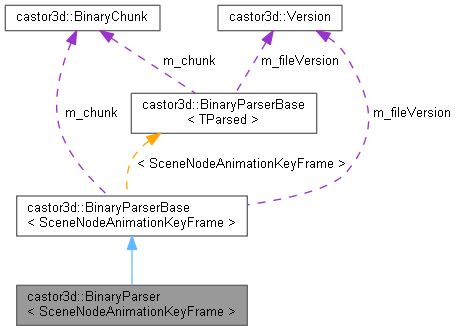 castor3d::BinaryChunk
castor3d::Version
m_chunk
m_fileVersion
m_chunk
castor3d::BinaryParserBase
< TParsed >
m_fileVersion
< SceneNodeAnimationKeyFrame >
castor3d::BinaryParserBase
< SceneNodeAnimationKeyFrame >
castor3d::BinaryParser
< SceneNodeAnimationKeyFrame >